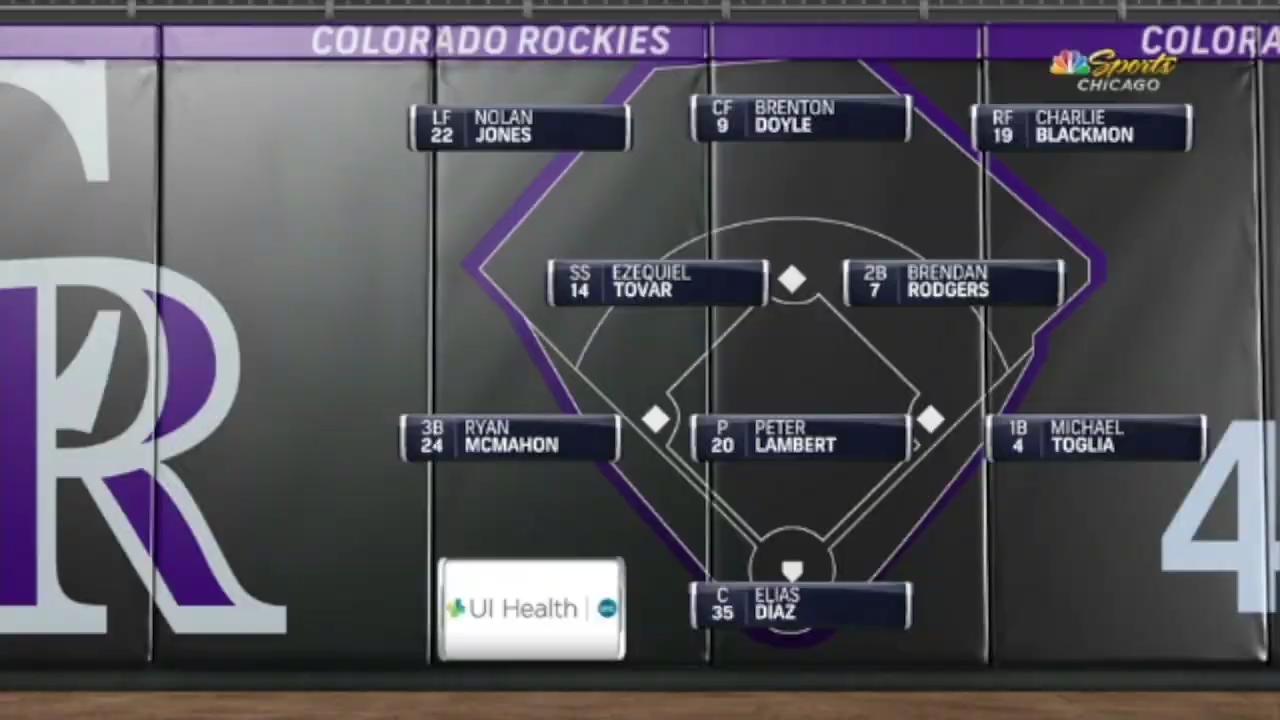 COLORADO ROCKIES
COLORA
Sports
CHICAGO
LF NOLAN
22 JONES
CF BRENTON
9 DOYLE
RF CHARLIE
19 BLACKMON
SS EZEQUIEL
14 TOVAR
2B BRENDAN
7 RODGERS
R
3B RYAN
24 MCMAHON
P PETER
20 LAMBERT
1B MICHAEL
4 TOGLIA
4
UI Health
C ELIAS
35 DÍAZ